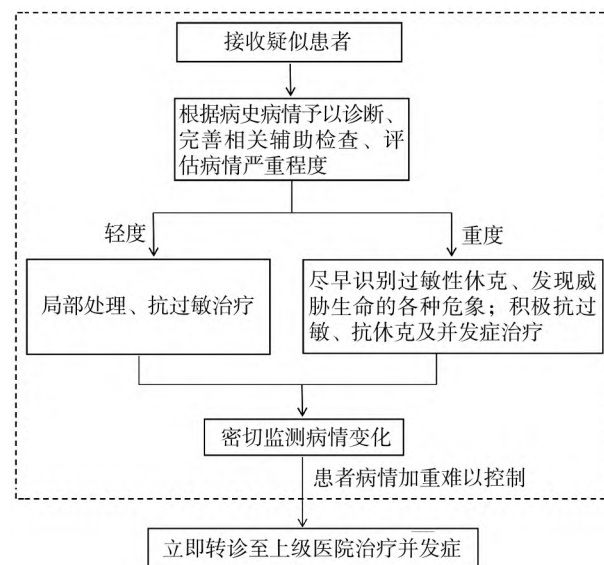 接收疑似患者
根据病史病情予以诊断、
完善相关辅助检查、评
估病情严重程度
轻度
重度
局部处理、抗过敏治疗
尽早识别过敏性休克、发现威
胁生命的各种危象；积极抗过
敏、抗休克及并发症治疗
密切监测病情变化
患者病情加重难以控制
立即转诊至上级医院治疗并发症